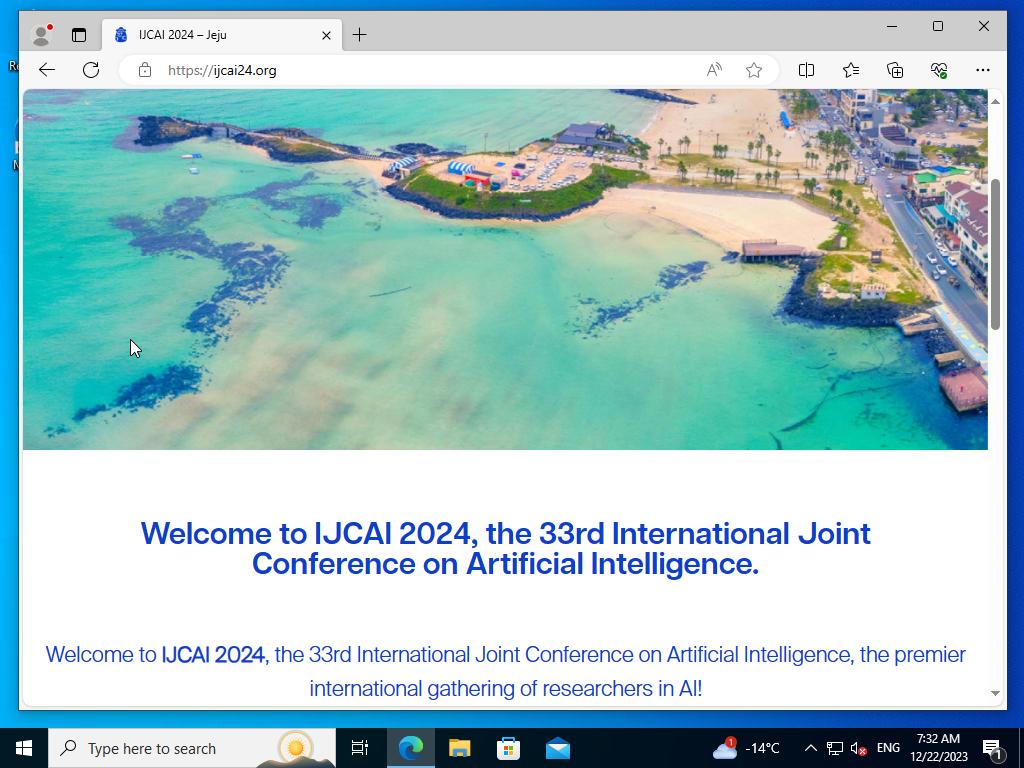 IJCAI 2024 – Jeju
https://ijcai24.org
Welcome to IJCAI 2024, the 33rd International Joint
Conference on Artificial Intelligence.
Welcome to IJCAI 2024, the 33rd International Joint Conference on Artificial Intelligence, the premier
international gathering of researchers in AI!
Type here to search
1
-14°C
ENG
7:32 AM
12/22/2023
1